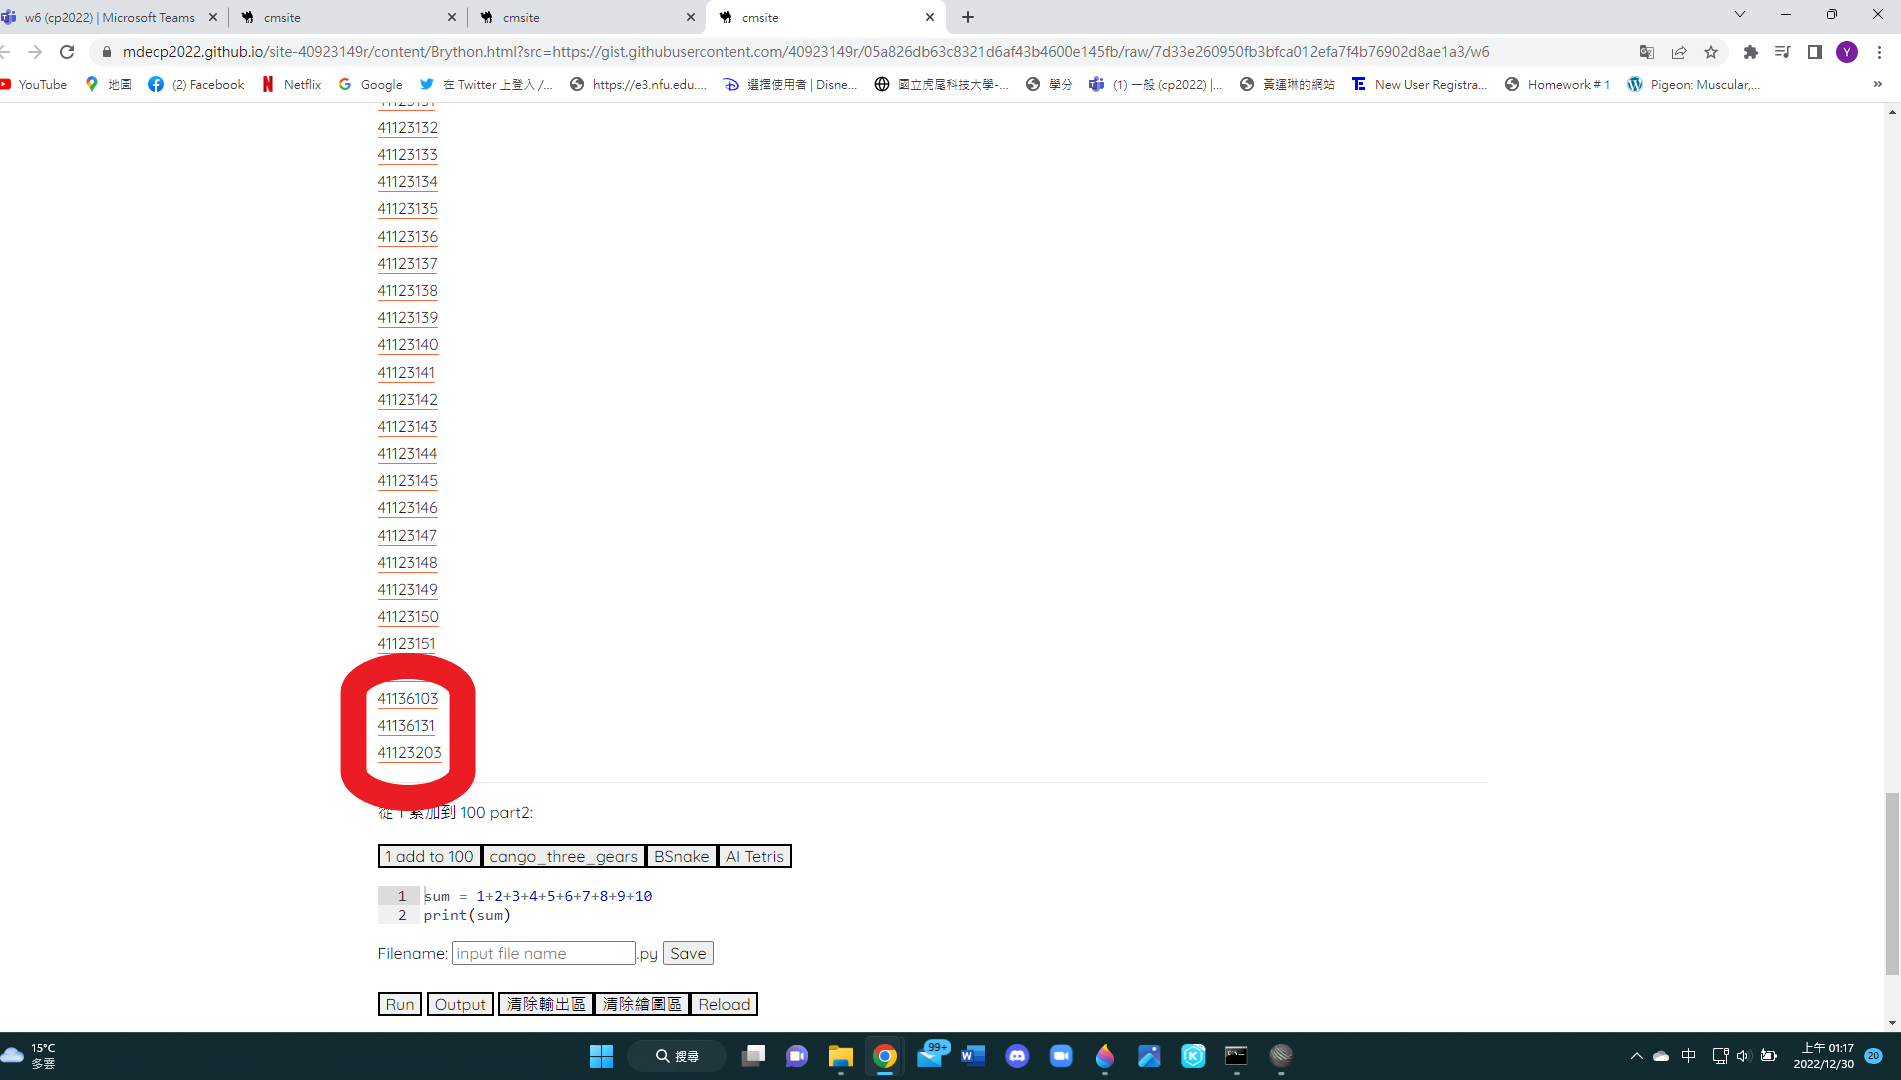 w6 (cp2022) | Microsoft Teams
cmsite
cmsite
cmsite
mdecp2022.github.io/site-40923149r/content/Brython.html?src=https://gist.githubusercontent.com/40923149r/05a826db63c8321d6af43b4600e145fb/raw/7d33e260950fb3bfca012efa7f4b76902d8ae1a3/w6
YouTube
地圖
(2) Facebook
Netflix
Google
在 Twitter 上登入 /...
https://e3.nfu.edu....
選擇使用者 | Disne...
國立虎尾科技大學-...
學分
(1) 一般 (cp2022) |...
黃運琳的網站
New User Registra...
Homework # 1
Pigeon: Muscular,...
»
41123131
41123132
41123133
41123134
41123135
41123136
41123137
41123138
41123139
41123140
41123141
41123142
41123143
41123144
41123145
41123146
41123147
41123148
41123149
41123150
41123151
41136103
41136131
41123203
從 1 累加到 100 part2:
1 add to 100
cango_three_gears
BSnake
AI Tetris
1 sum = 1+2+3+4+5+6+7+8+9+10
2 print(sum)
Filename: input file name .py Save
Run
Output
清除輸出區
清除繪圖區
Reload
15°C
多雲
搜尋
99+
中
上午 01:17
2022/12/30
20